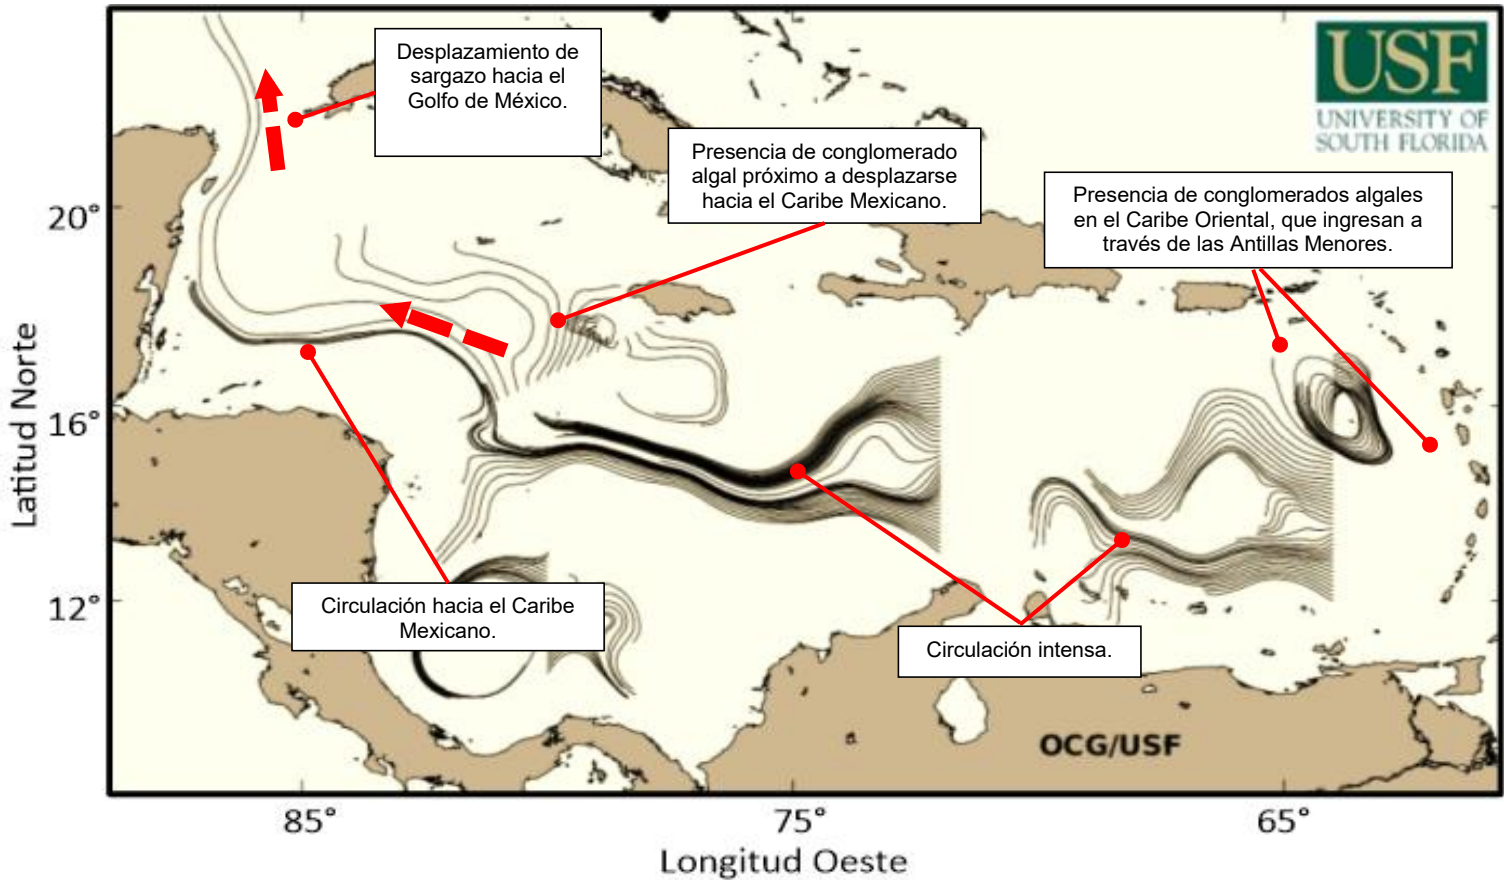 Desplazamiento de
sargazo hacia el
Golfo de México.
USF
UNIVERSITY OF
SOUTH FLORIDA
Presencia de conglomerado
algal próximo a desplazarse
hacia el Caribe Mexicano.
Presencia de conglomerados algales
en el Caribe Oriental, que ingresan a
través de las Antillas Menores.
20°
16°
12°
Latitud Norte
Circulación hacia el Caribe
Mexicano.
Circulación intensa.
OCG/USF
85°
75°
65°
Longitud Oeste